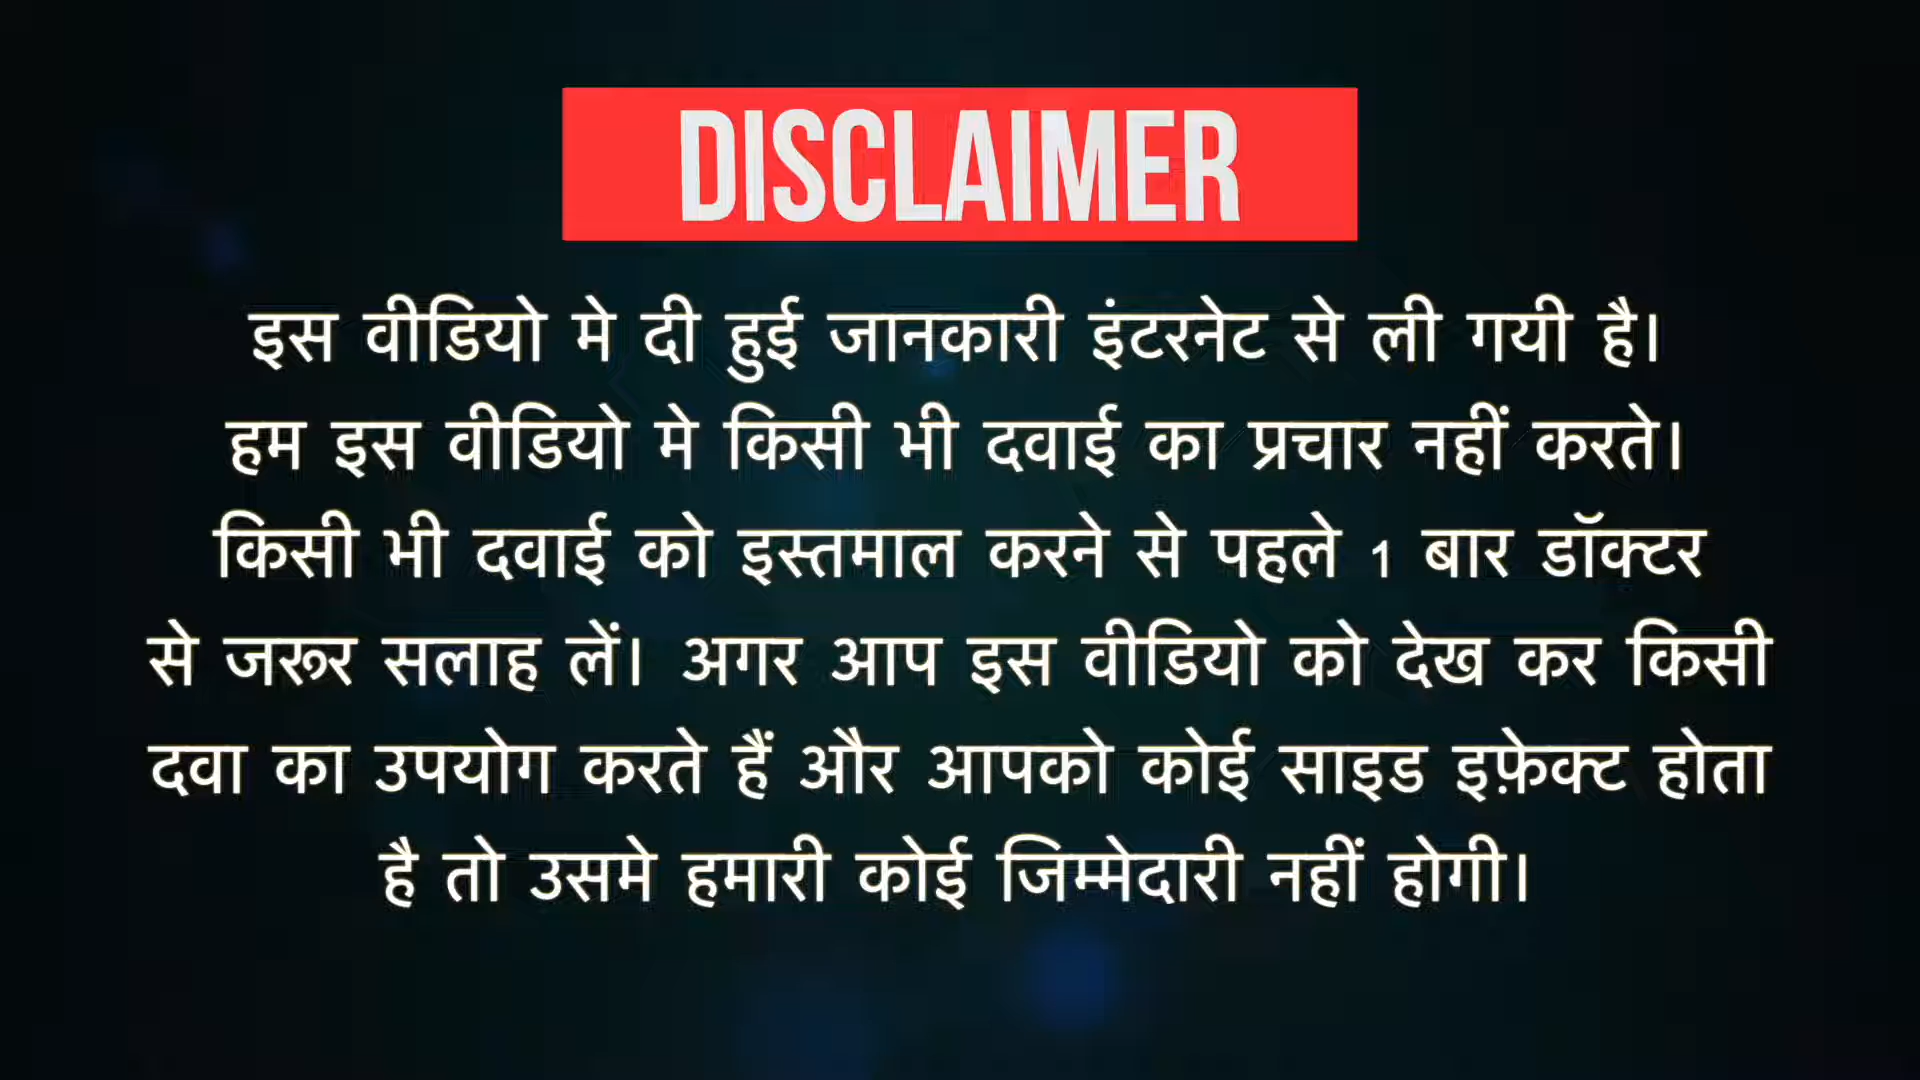 DISCLAIMER
इस वीडियो मे दी हुई जानकारी इंटरनेट से ली गयी है।
हम इस वीडियो मे किसी भी दवाई का प्रचार नहीं करते।
किसी भी दवाई को इस्तमाल करने से पहले 1 बार डॉक्टर
से जरूर सलाह लें। अगर आप इस वीडियो को देख कर किसी
दवा का उपयोग करते हैं और आपको कोई साइड इफ़ेक्ट होता
है तो उसमे हमारी कोई जिम्मेदारी नहीं होगी।